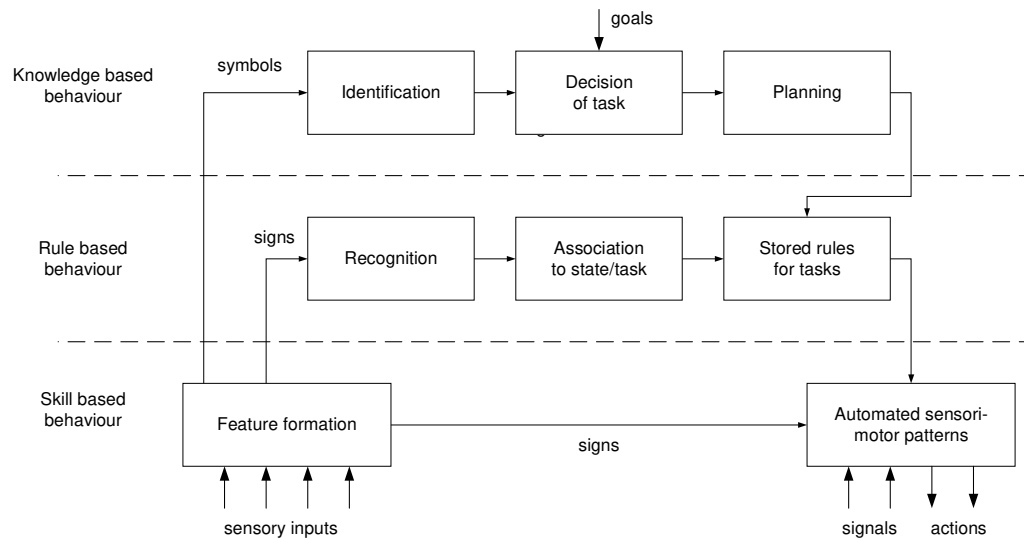 goals
Knowledge based
behaviour
symbols
Identification
Decision
of task
Planning
Rule based
behaviour
signs
Recognition
Association
to state/task
Stored rules
for tasks
Skill based
behaviour
Feature formation
signs
Automated sensori-
motor patterns
sensory inputs
signals
actions